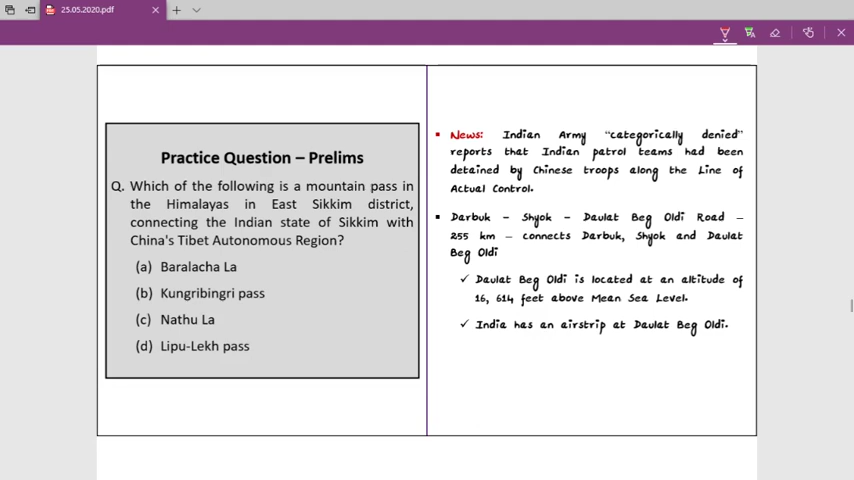 25.05.2020.pdf
Practice Question – Prelims
Q. Which of the following is a mountain pass in
the Himalayas in East Sikkim district,
connecting the Indian state of Sikkim with
China's Tibet Autonomous Region?
(a) Baralacha La
(b) Kungribingri pass
(c) Nathu La
(d) Lipu-Lekh pass
▪ News: Indian Army "categorically denied"
reports that Indian patrol teams had been
detained by Chinese troops along the Line of
Actual Control.
▪ Darbuk – Shyok – Daulat Beg Oldi Road –
255 km – connects Darbuk, Shyok and Daulat
Beg Oldi
✓ Daulat Beg Oldi is located at an altitude of
16, 614 feet above Mean Sea Level.
✓ India has an airstrip at Daulat Beg Oldi.